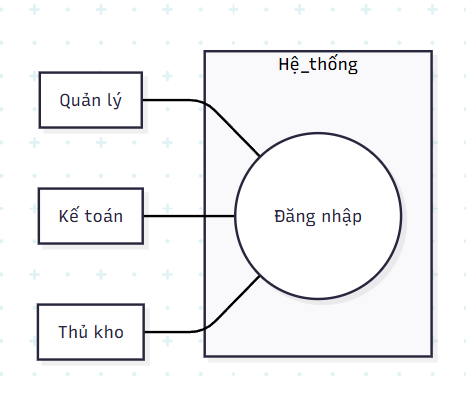 Hệ_thống
Quản lý
Kế toán
Đăng nhập
Thủ kho